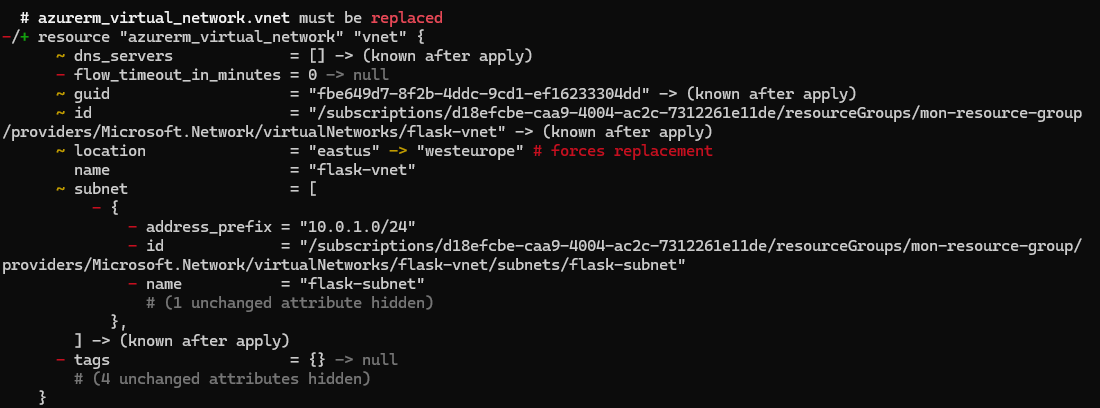 # azurerm_virtual_network.vnet must be replaced
-/+ resource "azurerm_virtual_network" "vnet" {
~ dns_servers = [] -> (known after apply)
- flow_timeout_in_minutes = 0 -> null
~ guid = "fbe649d7-8f2b-4ddc-9cd1-ef16233304dd" -> (known after apply)
~ id = "/subscriptions/d18efcbe-caa9-4004-ac2c-7312261e11de/resourceGroups/mon-resource-group
/providers/Microsoft.Network/virtualNetworks/flask-vnet" -> (known after apply)
~ location = "eastus" -> "westeurope" # forces replacement
name = "flask-vnet"
~ subnet = [
- {
- address_prefix = "10.0.1.0/24"
- id = "/subscriptions/d18efcbe-caa9-4004-ac2c-7312261e11de/resourceGroups/mon-resource-group/
providers/Microsoft.Network/virtualNetworks/flask-vnet/subnets/flask-subnet"
- name = "flask-subnet"
# (1 unchanged attribute hidden)
},
] -> (known after apply)
- tags = {} -> null
# (4 unchanged attributes hidden)
}